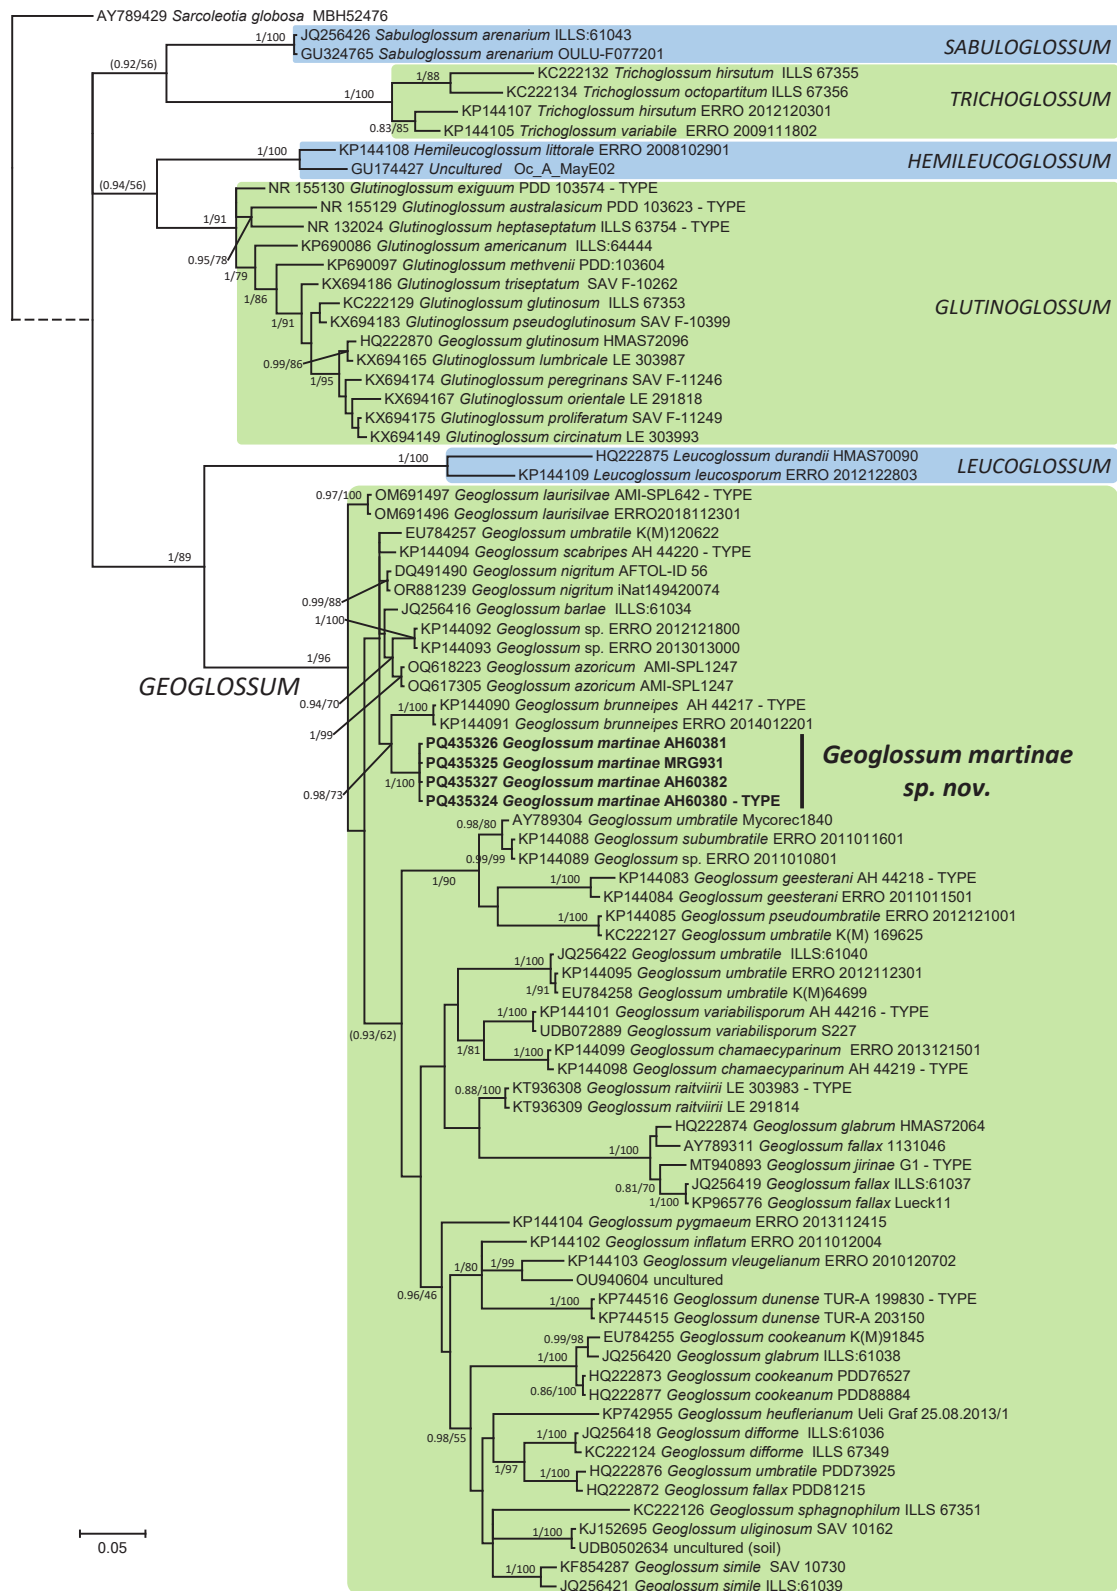 AY789429 Sarcoleotia globosa MBH52476
1/100
JQ256426 Sabuloglossum arenarium ILLS:61043
GU324765 Sabuloglossum arenarium OULU-F077201
SABULOGLOSSUM
(0.92/56)
1/88
KC222132 Trichoglossum hirsutum ILLS 67355
KC222134 Trichoglossum octopartitum ILLS 67356
TRICHOGLOSSUM
1/100
KP144107 Trichoglossum hirsutum ERRO 2012120301
0.83/85
KP144105 Trichoglossum variabile ERRO 2009111802
1/100
KP144108 Hemileucoglossum littorale ERRO 2008102901
HEMILEUCOGLOSSUM
GU174427 Uncultured Oc_A_MayE02
(0.94/56)
NR 155130 Glutinoglossum exiguum PDD 103574 - TYPE
NR 155129 Glutinoglossum australasicum PDD 103623 - TYPE
1/91
NR 132024 Glutinoglossum heptaseptatum ILLS 63754 - TYPE
KP690086 Glutinoglossum americanum ILLS:64444
0.95/78
KP690097 Glutinoglossum methvenii PDD:103604
1/79
KX694186 Glutinoglossum triseptatum SAV F-10262
1/86
KC222129 Glutinoglossum glutinosum ILLS 67353
GLUTINOGLOSSUM
1/91
KX694183 Glutinoglossum pseudoglutinosum SAV F-10399
HQ222870 Geoglossum glutinosum HMAS72096
0.99/86
KX694165 Glutinoglossum lumbricale LE 303987
1/95
KX694174 Glutinoglossum peregrinans SAV F-11246
KX694167 Glutinoglossum orientale LE 291818
KX694175 Glutinoglossum proliferatum SAV F-11249
KX694149 Glutinoglossum circinatum LE 303993
1/100
HQ222875 Leucoglossum durandii HMAS70090
LEUCOGLOSSUM
KP144109 Leucoglossum leucosporum ERRO 2012122803
0.97/100
OM691497 Geoglossum laurisilvae AMI-SPL642 - TYPE
OM691496 Geoglossum laurisilvae ERRO2018112301
EU784257 Geoglossum umbratile K(M)120622
1/89
KP144094 Geoglossum scabripes AH 44220 - TYPE
DQ491490 Geoglossum nigritum AFTOL-ID 56
0.99/88
OR881239 Geoglossum nigritum iNat149420074
JQ256416 Geoglossum barlae ILLS:61034
1/100
KP144092 Geoglossum sp. ERRO 2012121800
KP144093 Geoglossum sp. ERRO 2013013000
1/96
OQ618223 Geoglossum azoricum AMI-SPL1247
GEOGLOSSUM
OQ617305 Geoglossum azoricum AMI-SPL1247
0.94/70
1/100
KP144090 Geoglossum brunneipes AH 44217 - TYPE
KP144091 Geoglossum brunneipes ERRO 2014012201
1/99
PQ435326 Geoglossum martinae AH60381
PQ435325 Geoglossum martinae MRG931
PQ435327 Geoglossum martinae AH60382
PQ435324 Geoglossum martinae AH60380 - TYPE
Geoglossum martinae
sp. nov.
1/100
0.98/73
0.98/80
AY789304 Geoglossum umbratile Mycorec1840
KP144088 Geoglossum subumbratile ERRO 2011011601
0.99/99
KP144089 Geoglossum sp. ERRO 2011010801
1/90
1/100
KP144083 Geoglossum geesterani AH 44218 - TYPE
KP144084 Geoglossum geesterani ERRO 2011011501
1/100
KP144085 Geoglossum pseudoumbratile ERRO 2012121001
KC222127 Geoglossum umbratile K(M) 169625
JQ256422 Geoglossum umbratile ILLS:61040
1/100
KP144095 Geoglossum umbratile ERRO 2012112301
1/91
EU784258 Geoglossum umbratile K(M)64699
1/100
KP144101 Geoglossum variabilisporum AH 44216 - TYPE
UDB072889 Geoglossum variabilisporum S227
(0.93/62)
1/81
1/100
KP144099 Geoglossum chamaecyparinum ERRO 2013121501
KP144098 Geoglossum chamaecyparinum AH 44219 - TYPE
0.88/100
KT936308 Geoglossum raitviirii LE 303983 - TYPE
KT936309 Geoglossum raitviirii LE 291814
HQ222874 Geoglossum glabrum HMAS72064
1/100
AY789311 Geoglossum fallax 1131046
MT940893 Geoglossum jirinae G1 - TYPE
0.81/70
JQ256419 Geoglossum fallax ILLS:61037
1/100
KP965776 Geoglossum fallax Lueck11
KP144104 Geoglossum pygmaeum ERRO 2013112415
KP144102 Geoglossum inflatum ERRO 2011012004
1/80
1/99
KP144103 Geoglossum vleugelianum ERRO 2010120702
OU940604 uncultured
0.96/46
1/100
KP744516 Geoglossum dunense TUR-A 199830 - TYPE
KP744515 Geoglossum dunense TUR-A 203150
0.99/98
EU784255 Geoglossum cookeanum K(M)91845
1/100
JQ256420 Geoglossum glabrum ILLS:61038
HQ222873 Geoglossum cookeanum PDD76527
0.86/100
HQ222877 Geoglossum cookeanum PDD88884
KP742955 Geoglossum heuflerianum Ueli Graf 25.08.2013/1
0.98/55
1/100
JQ256418 Geoglossum difforme ILLS:61036
KC222124 Geoglossum difforme ILLS 67349
1/97
1/100
HQ222876 Geoglossum umbratile PDD73925
HQ222872 Geoglossum fallax PDD81215
KC222126 Geoglossum sphagnophilum ILLS 67351
1/100
KJ152695 Geoglossum uliginosum SAV 10162
UDB0502634 uncultured (soil)
0.05
1/100
KF854287 Geoglossum simile SAV 10730
JQ256421 Geoglossum simile ILLS:61039